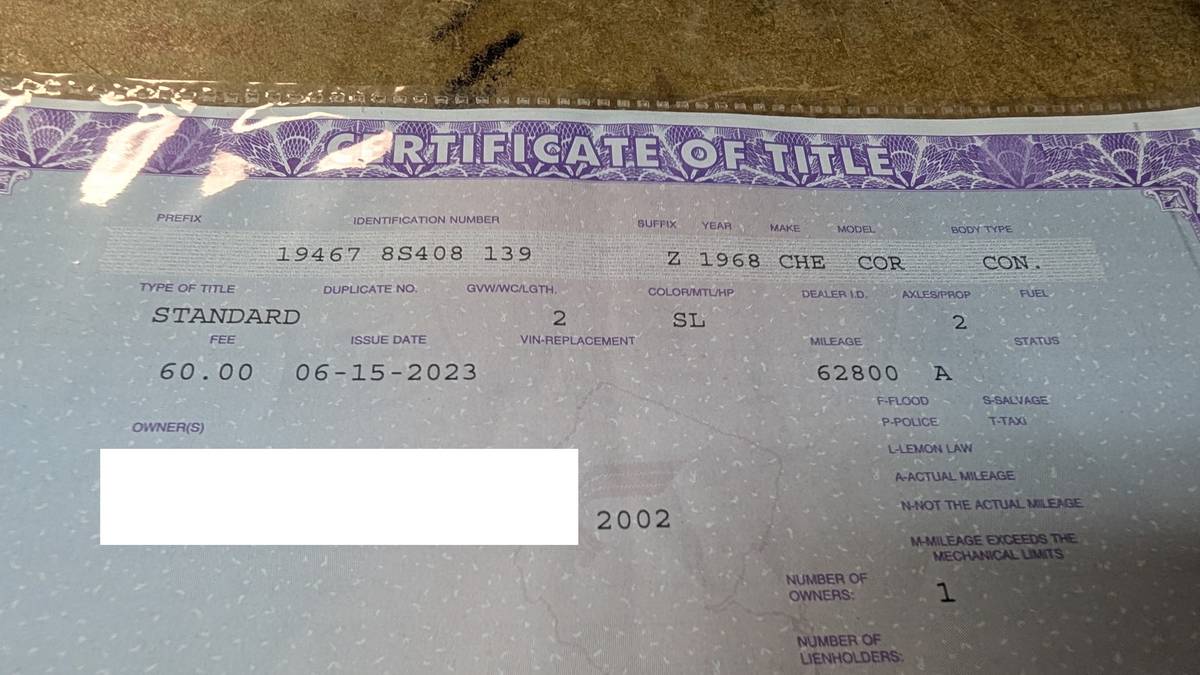 CERTIFICATE OF TITLE
PREFIX IDENTIFICATION NUMBER SUFFIX YEAR MAKE MODEL BODY TYPE
19467 8S408 139 Z 1968 CHE COR CON.
TYPE OF TITLE DUPLICATE NO. GVW/WC/LGTH. COLOR/MTL/HP DEALER I.D. AXLES/PROP FUEL
STANDARD 2 SL 2
FEE ISSUE DATE VIN-REPLACEMENT MILEAGE STATUS
60.00 06-15-2023 62800 A
F-FLOOD S-SALVAGE
P-POLICE T-TAXI
OWNER(S)
L-LEMON LAW
A-ACTUAL MILEAGE
N-NOT THE ACTUAL MILEAGE
2002
M-MILEAGE EXCEEDS THE
MECHANICAL LIMITS
NUMBER OF
OWNERS: 1
NUMBER OF
LIENHOLDERS: